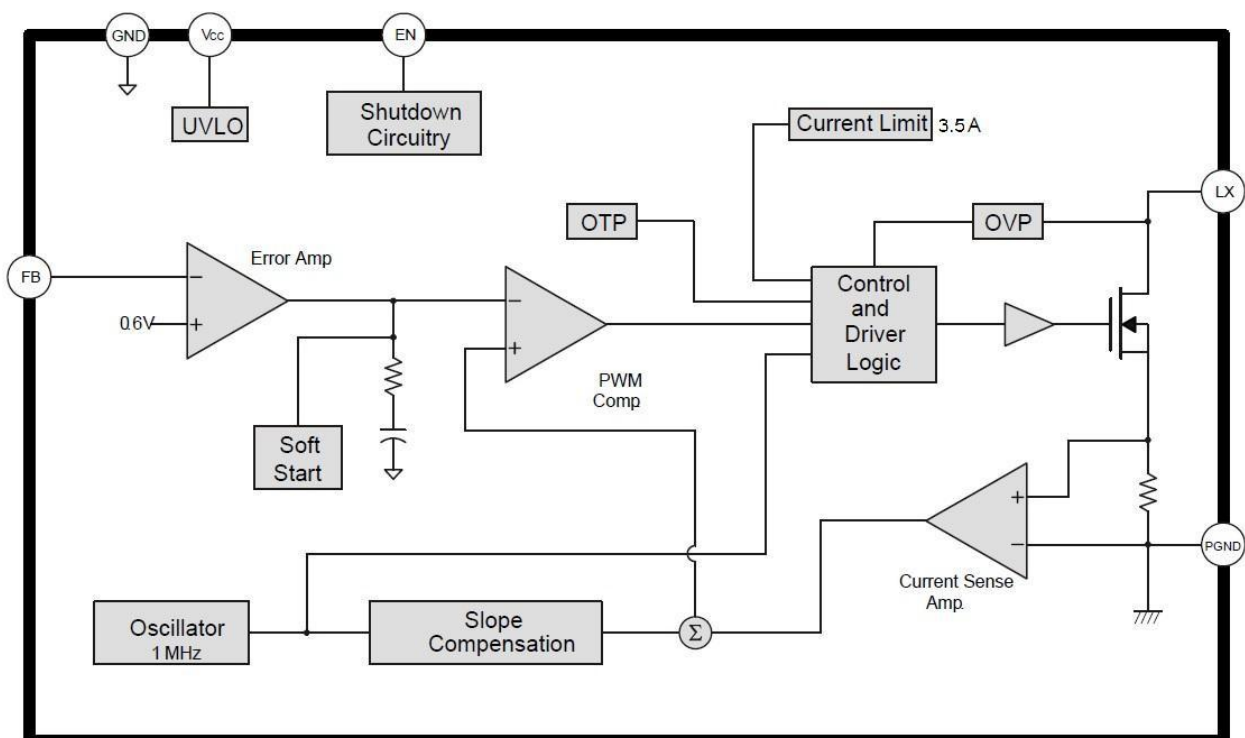 GND
Vcc
EN
UVLO
Shutdown
Circuitry
Current Limit 3.5A
LX
OTP
OVP
Error Amp
FB
−
0.6V
+
−
+
Control
and
Driver
Logic
PWM
Comp.
Soft
Start
+
−
PGND
Current Sense
Amp.
Oscillator
1MHz
Slope
Compensation
Σ